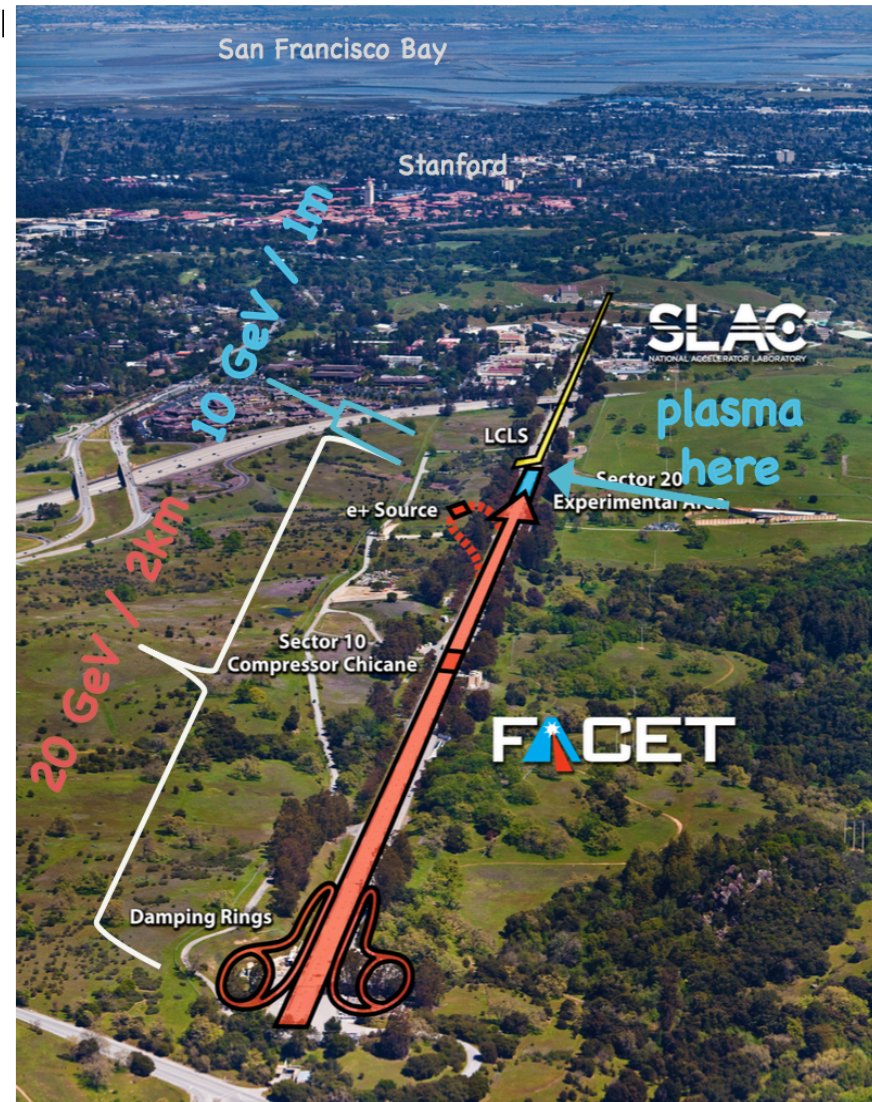 San Francisco Bay
Stanford
10 GeV / 1m
SLAC
NATIONAL ACCELERATOR LABORATORY
plasma
here
LCLS
Sector 20
Experimental Area
e+ Source
20 GeV / 2km
Sector 10
Compressor Chicane
FACET
Damping Rings